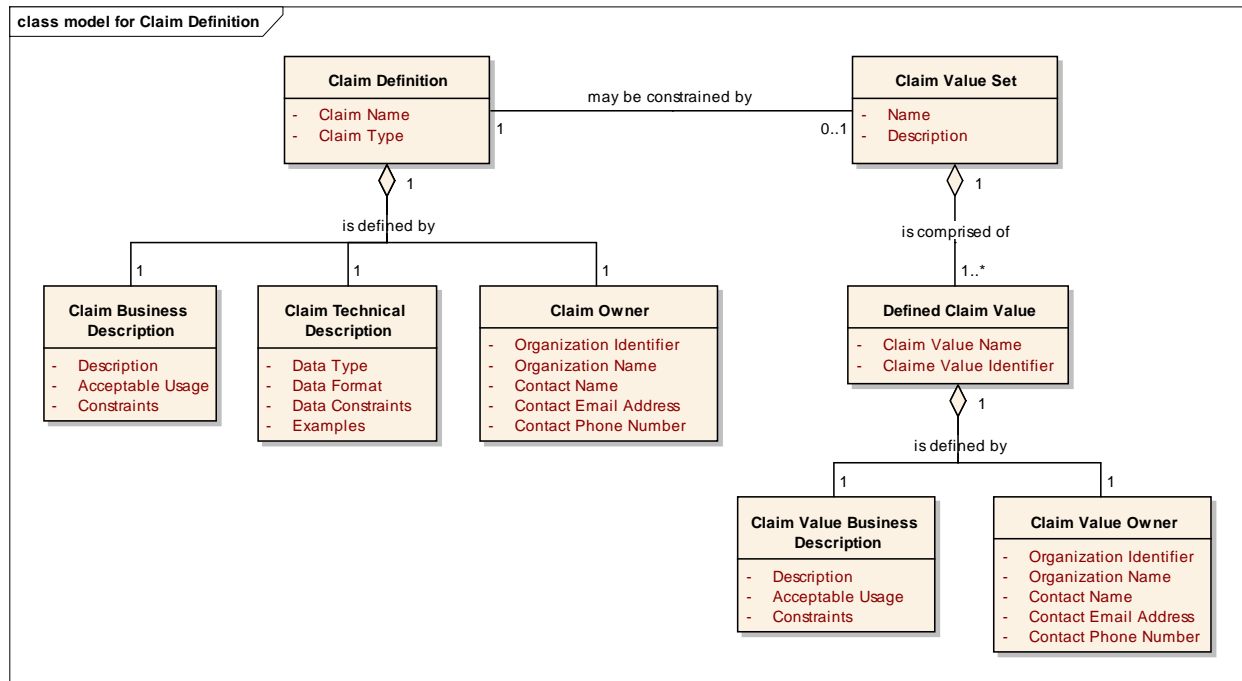 class model for Claim Definition
Claim Definition
- Claim Name
- Claim Type
may be constrained by
1
0..1
Claim Value Set
- Name
- Description
1
1
is defined by
is comprised of
1
1
1
1..*
Claim Business
Description
- Description
- Acceptable Usage
- Constraints
Claim Technical
Description
- Data Type
- Data Format
- Data Constraints
- Examples
Claim Owner
- Organization Identifier
- Organization Name
- Contact Name
- Contact Email Address
- Contact Phone Number
Defined Claim Value
- Claim Value Name
- Claime Value Identifier
1
is defined by
1
1
Claim Value Business
Description
- Description
- Acceptable Usage
- Constraints
Claim Value Owner
- Organization Identifier
- Organization Name
- Contact Name
- Contact Email Address
- Contact Phone Number